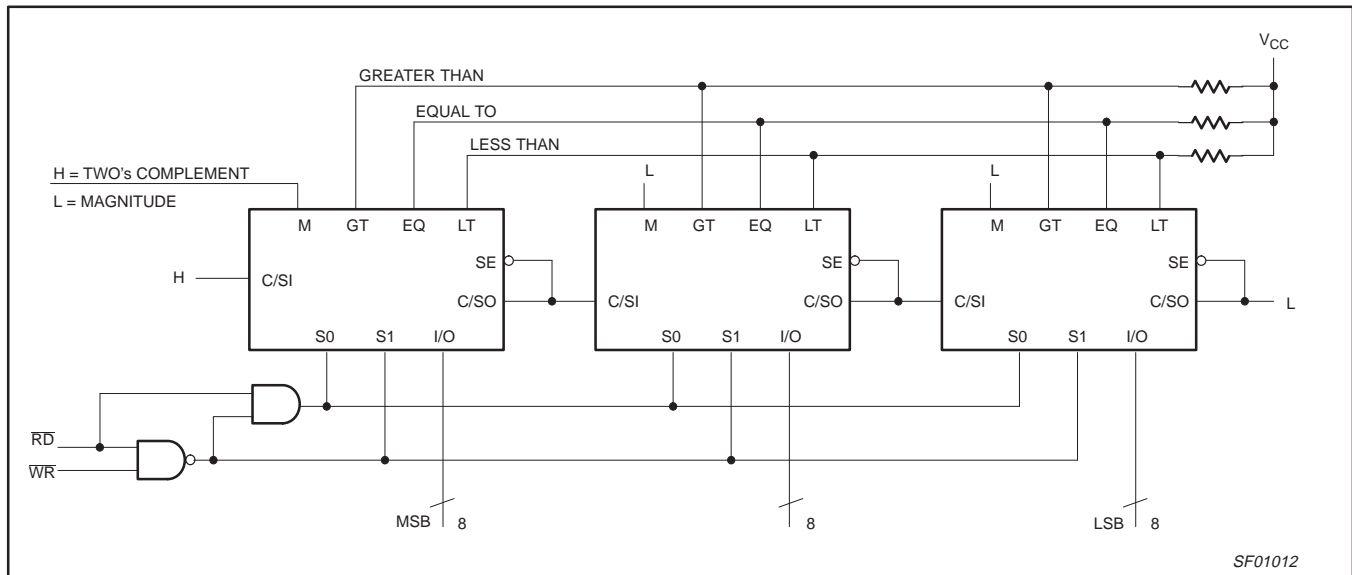 V_CC
GREATER THAN
EQUAL TO
LESS THAN
H = TWO's COMPLEMENT
L = MAGNITUDE
L
L
M GT EQ LT
M GT EQ LT
M GT EQ LT
SE
SE
SE
H
C/SI
C/SO
C/SI
C/SO
C/SI
C/SO
L
S0 S1 I/O
S0 S1 I/O
S0 S1 I/O
R̅D̅
W̅R̅
MSB 8
8
LSB 8
SF01012